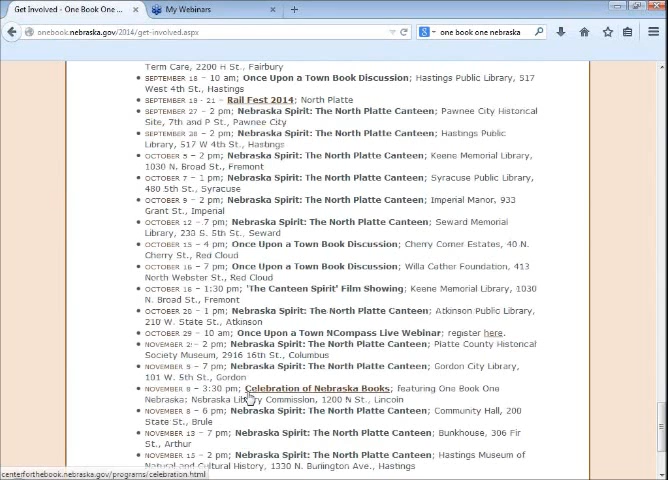 Get Involved - One Book One ...
My Webinars
onebook.nebraska.gov/2014/get-involved.aspx
one book one nebraska
Term Care, 2200 H St., Fairbury
SEPTEMBER 18 - 10 am; Once Upon a Town Book Discussion; Hastings Public Library, 517
West 4th St., Hastings
SEPTEMBER 19 - 21 - Rail Fest 2014; North Platte
SEPTEMBER 27 - 2 pm; Nebraska Spirit: The North Platte Canteen; Pawnee City Historical
Site, 7th and P St., Pawnee City
SEPTEMBER 28 - 2 pm; Nebraska Spirit: The North Platte Canteen; Hastings Public
Library, 517 W 4th St., Hastings
OCTOBER 5 - 2 pm; Nebraska Spirit: The North Platte Canteen; Keene Memorial Library,
1030 N. Broad St., Fremont
OCTOBER 7 - 1 pm; Nebraska Spirit: The North Platte Canteen; Syracuse Public Library,
480 5th St., Syracuse
OCTOBER 9 - 2 pm; Nebraska Spirit: The North Platte Canteen; Imperial Manor, 933
Grant St., Imperial
OCTOBER 12 - 7 pm; Nebraska Spirit: The North Platte Canteen; Seward Memorial
Library, 233 S. 5th St., Seward
OCTOBER 15 - 4 pm; Once Upon a Town Book Discussion; Cherry Corner Estates, 40 N.
Cherry St., Red Cloud
OCTOBER 16 - 7 pm; Once Upon a Town Book Discussion; Willa Cather Foundation, 413
North Webster St., Red Cloud
OCTOBER 18 - 1:30 pm; 'The Canteen Spirit' Film Showing; Keene Memorial Library, 1030
N. Broad St., Fremont
OCTOBER 28 - 1 pm; Nebraska Spirit: The North Platte Canteen; Atkinson Public Library,
210 W. State St., Atkinson
OCTOBER 29 - 10 am; Once Upon a Town NCompass Live Webinar; register here.
NOVEMBER 2 - 2 pm; Nebraska Spirit: The North Platte Canteen; Platte County Historical
Society Museum, 2916 16th St., Columbus
NOVEMBER 5 - 7 pm; Nebraska Spirit: The North Platte Canteen; Gordon City Library,
101 W. 5th St., Gordon
NOVEMBER 8 - 3:30 pm; Celebration of Nebraska Books; featuring One Book One
Nebraska: Nebraska Library Commission, 1200 N St., Lincoln
NOVEMBER 8 - 6 pm; Nebraska Spirit: The North Platte Canteen; Community Hall, 200
State St., Brule
NOVEMBER 13 - 7 pm; Nebraska Spirit: The North Platte Canteen; Bunkhouse, 306 Fir
St., Arthur
NOVEMBER 15 - 2 pm; Nebraska Spirit: The North Platte Canteen; Hastings Museum of
Natural and Cultural History, 1330 N. Burlington Ave., Hastings
centerforthebook.nebraska.gov/programs/celebration.html